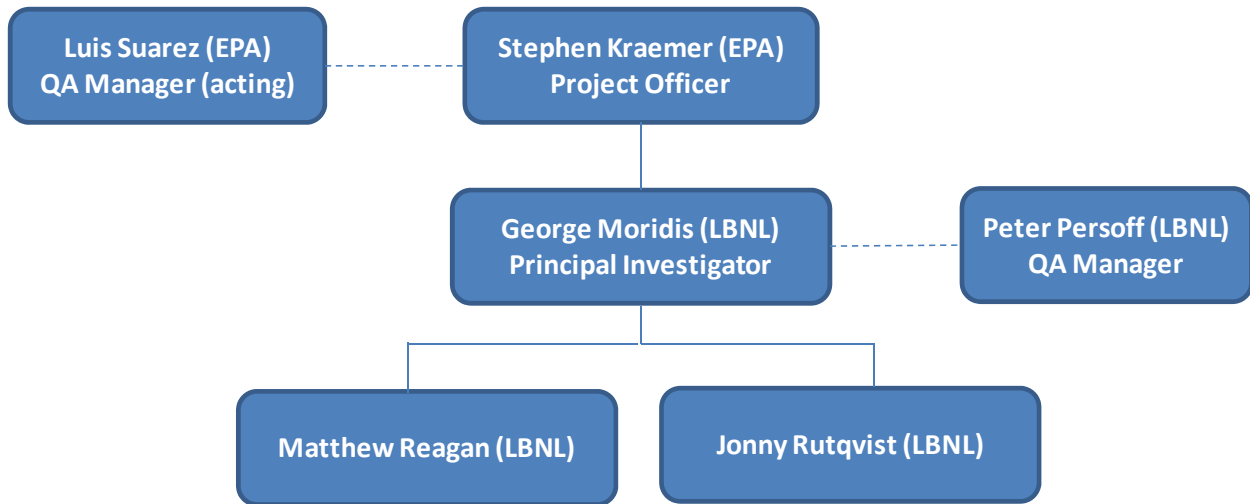 Luis Suarez (EPA)
QA Manager (acting)
Stephen Kraemer (EPA)
Project Officer
George Moridis (LBNL)
Principal Investigator
Peter Persoff (LBNL)
QA Manager
Matthew Reagan (LBNL)
Jonny Rutqvist (LBNL)